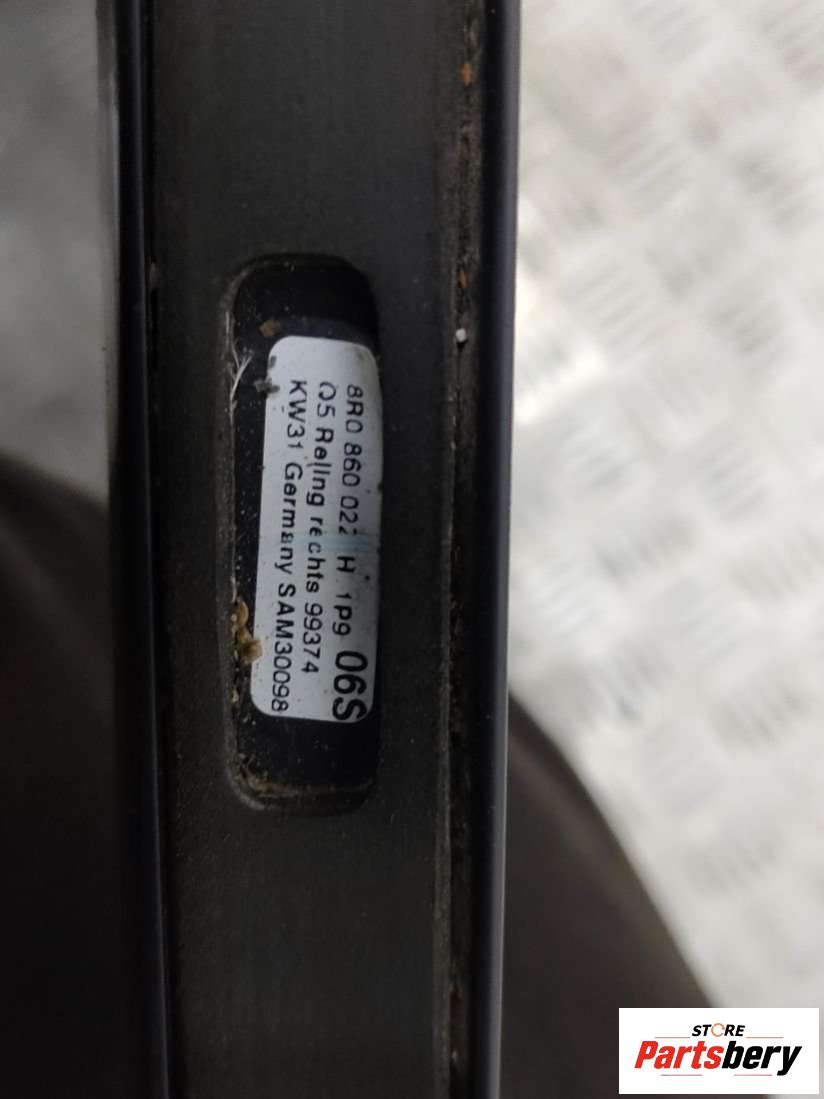 8R0 860 022 H 1P9 06S
Q5 Reling rechts 99374
KW31 Germany SAM30098
STORE
Partsbery